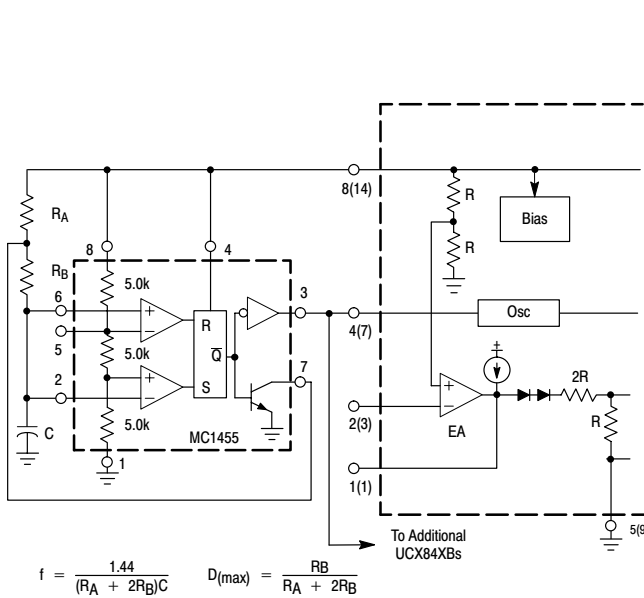 8(14)
R
Bias
R
RA
8
4
RB
5.0k
6
+
R
3
−
5
5.0k
Q
4(7)
Osc
7
2
+
S
−
5.0k
C
MC1455
1
+
−
EA
2R
R
2(3)
1(1)
To Additional
UCX84XBs
5(9
f = 1.44 / (RA + 2RB)C
D(max) = RB / RA + 2RB